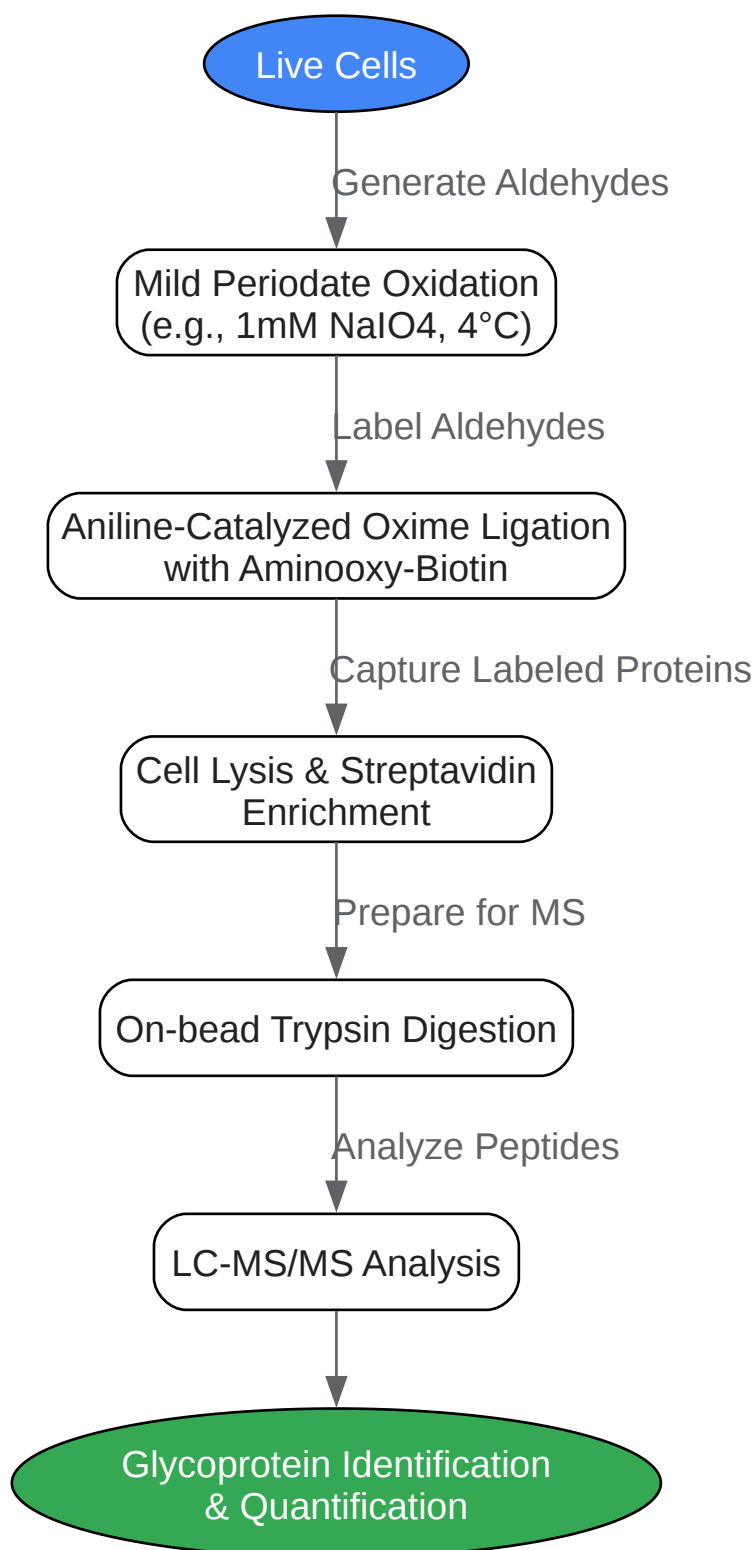 Live Cells
Generate Aldehydes
Mild Periodate Oxidation
(e.g., 1mM NaIO4, 4°C)
Label Aldehydes
Aniline-Catalyzed Oxime Ligation
with Aminooxy-Biotin
Capture Labeled Proteins
Cell Lysis & Streptavidin
Enrichment
Prepare for MS
On-bead Trypsin Digestion
Analyze Peptides
LC-MS/MS Analysis
Glycoprotein Identification
& Quantification